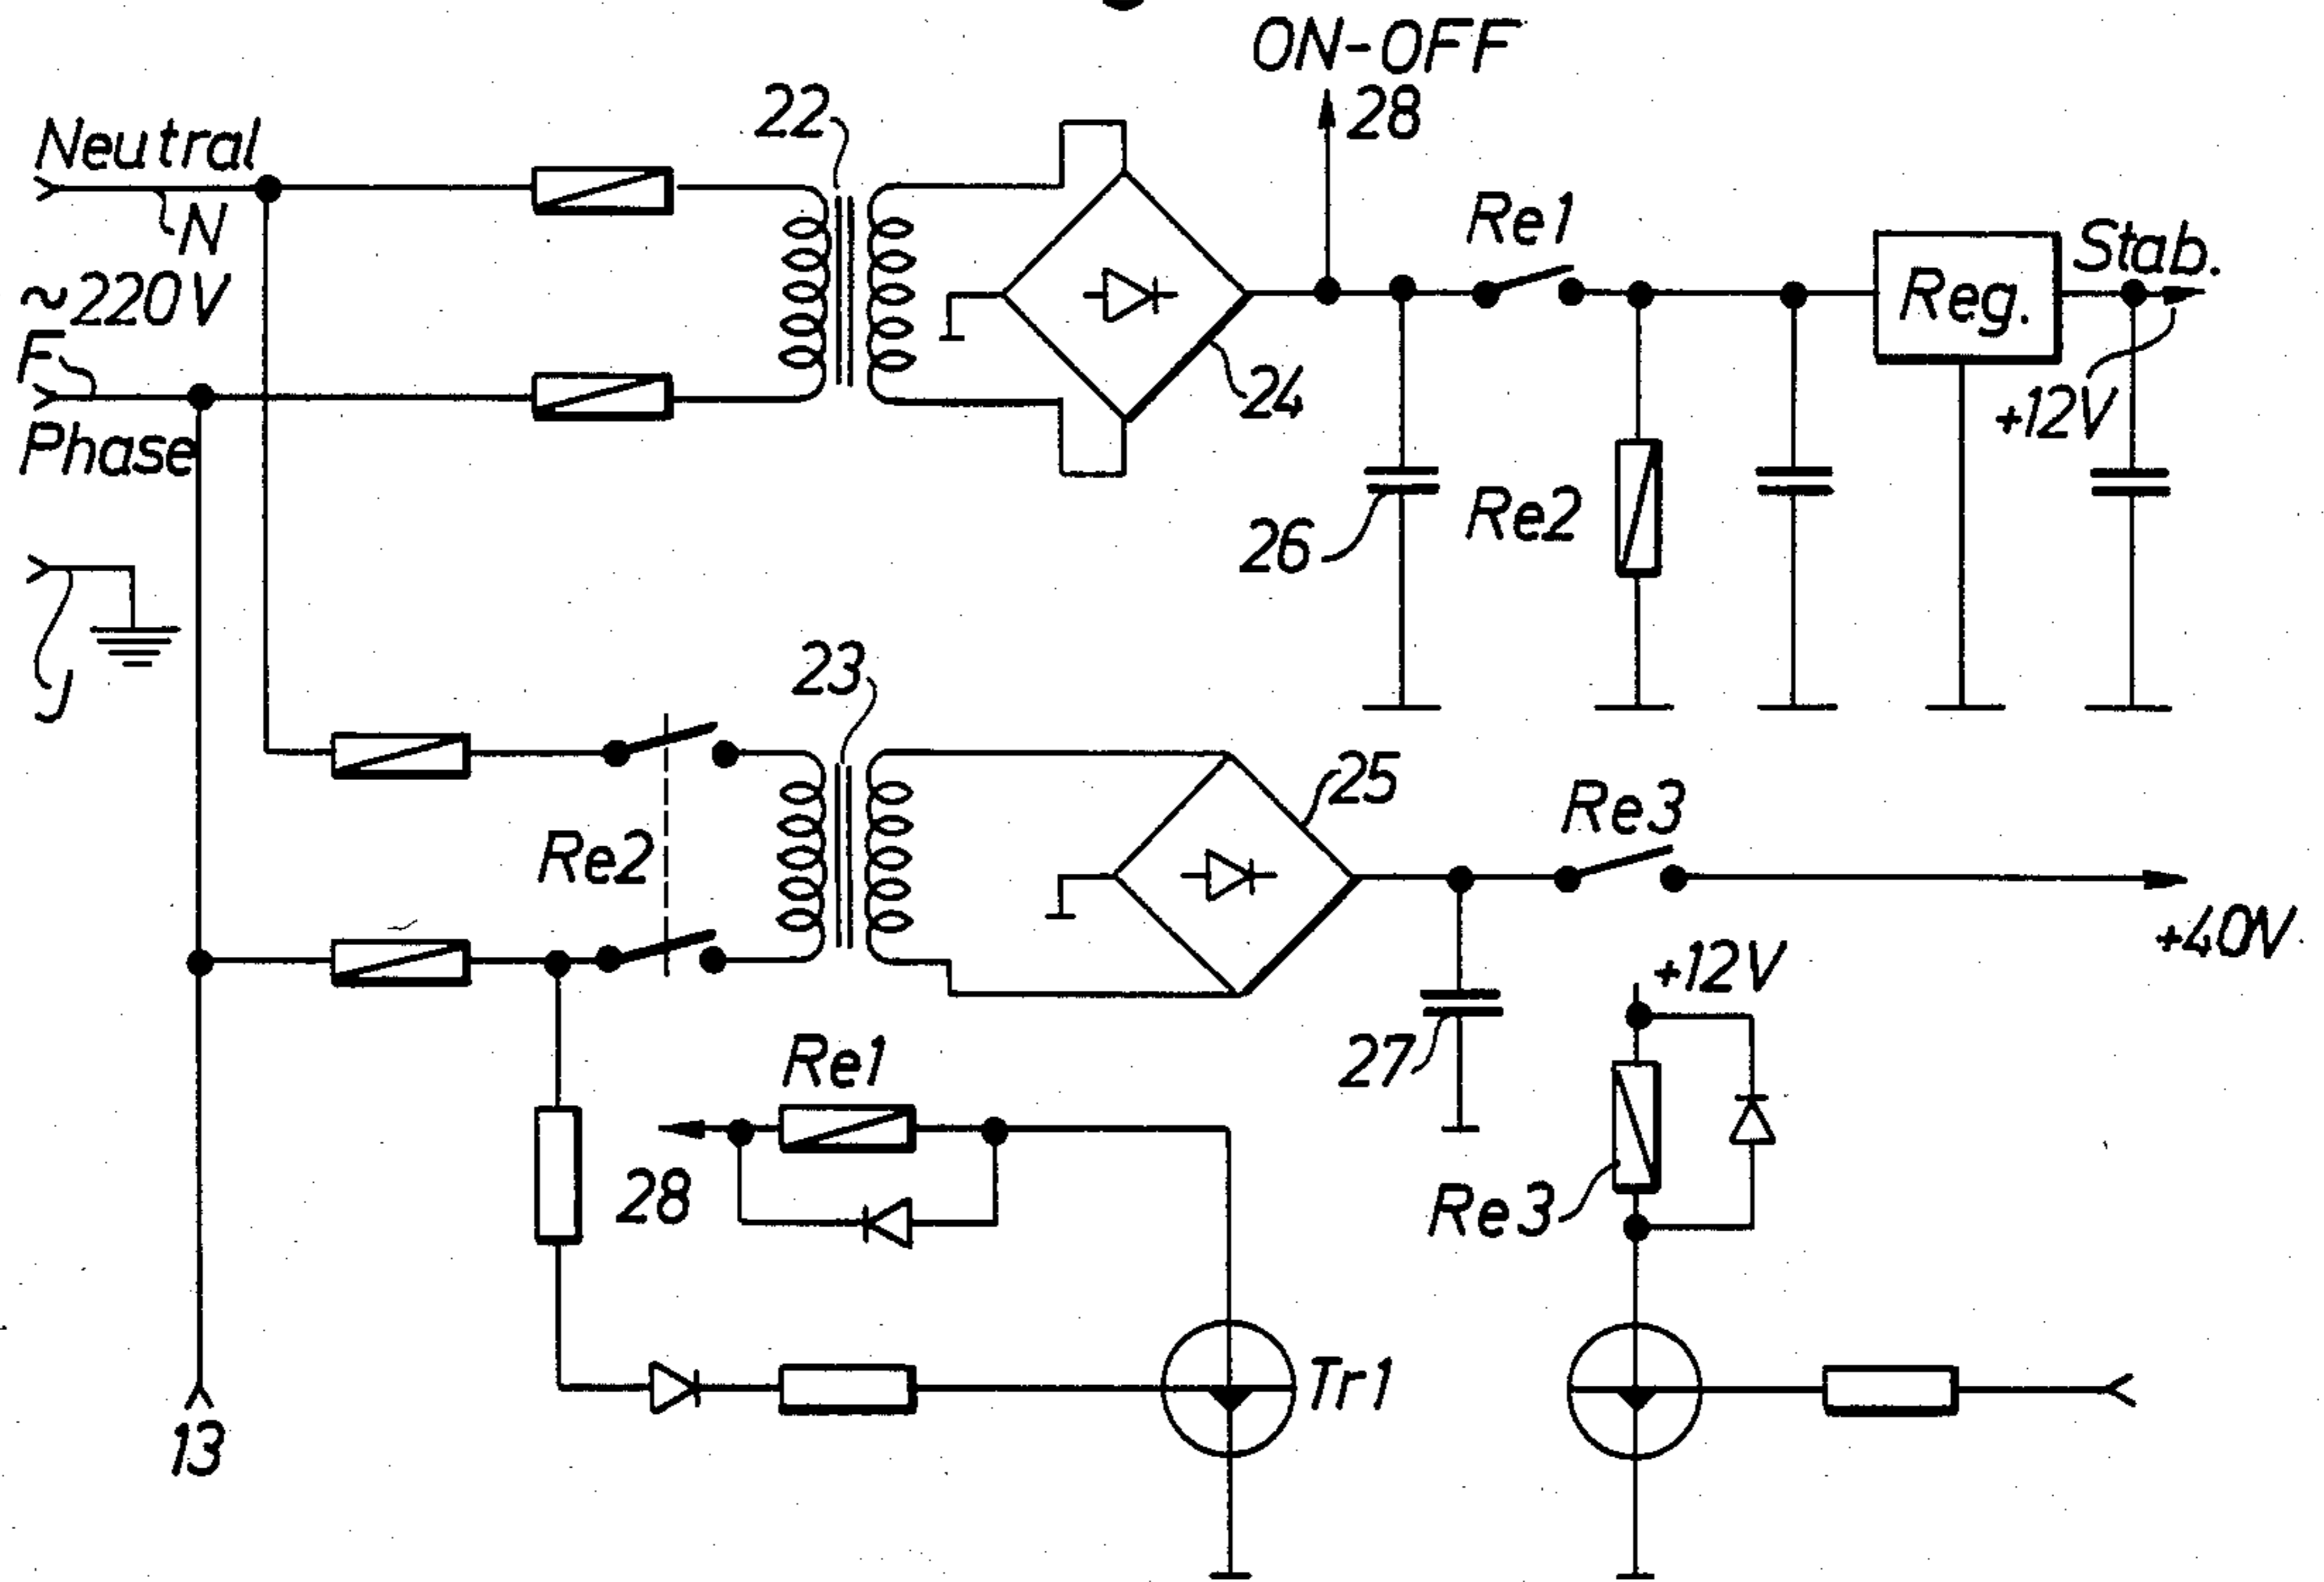 ON-OFF
28
22
Neutral
N
~220V
F
Phase
Re1
Reg.
Stab.
+12V
24
26
Re2
J
23
25
Re3
Re2
+40V
+12V
27
Re1
28
Re3
Tr1
13